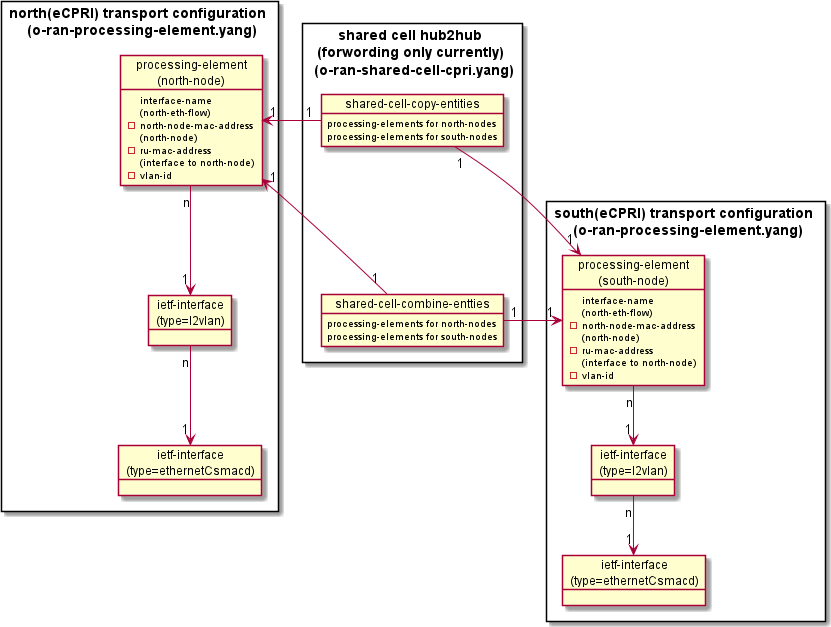 north(eCPRI) transport configuration
(o-ran-processing-element.yang)
processing-element
(north-node)
interface-name
(north-eth-flow)
north-node-mac-address
(north-node)
ru-mac-address
(interface to north-node)
vlan-id
n
1
ietf-interface
(type=l2vlan)
n
1
ietf-interface
(type=ethernetCsmacd)
shared cell hub2hub
(forwording only currently)
(o-ran-shared-cell-cpri.yang)
1
1
shared-cell-copy-entities
processing-elements for north-nodes
processing-elements for south-nodes
1
1
1
1
shared-cell-combine-entties
processing-elements for north-nodes
processing-elements for south-nodes
1
1
south(eCPRI) transport configuration
(o-ran-processing-element.yang)
processing-element
(south-node)
interface-name
(north-eth-flow)
north-node-mac-address
(north-node)
ru-mac-address
(interface to north-node)
vlan-id
n
1
ietf-interface
(type=l2vlan)
n
1
ietf-interface
(type=ethernetCsmacd)